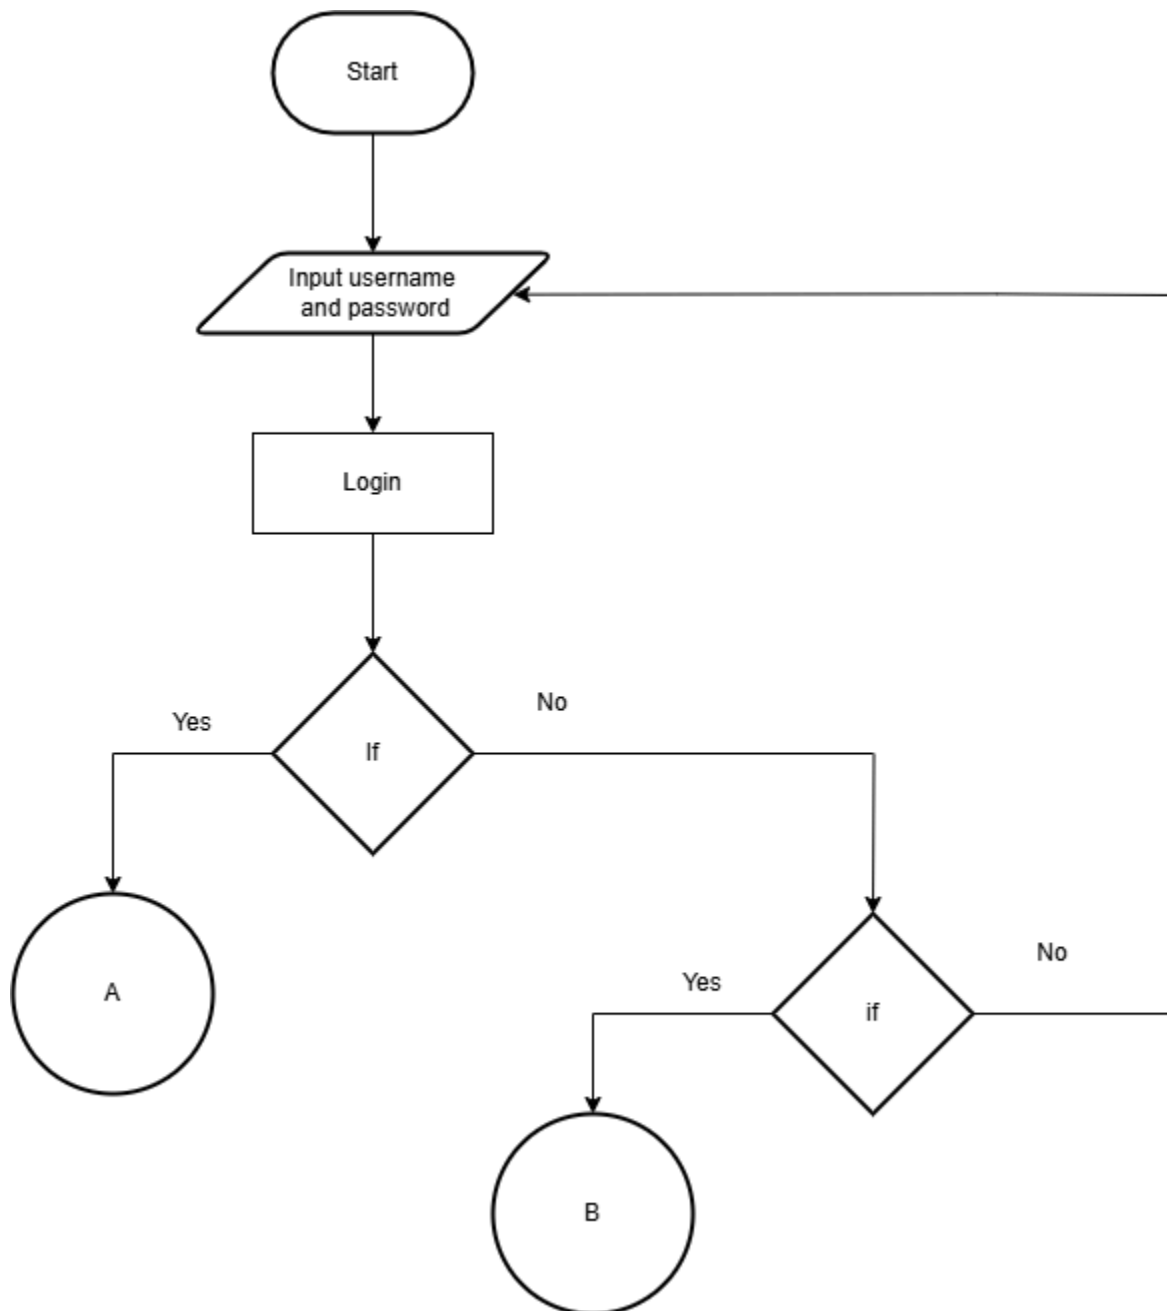 Start
Input username
and password
Login
Yes
No
If
A
Yes
No
if
B